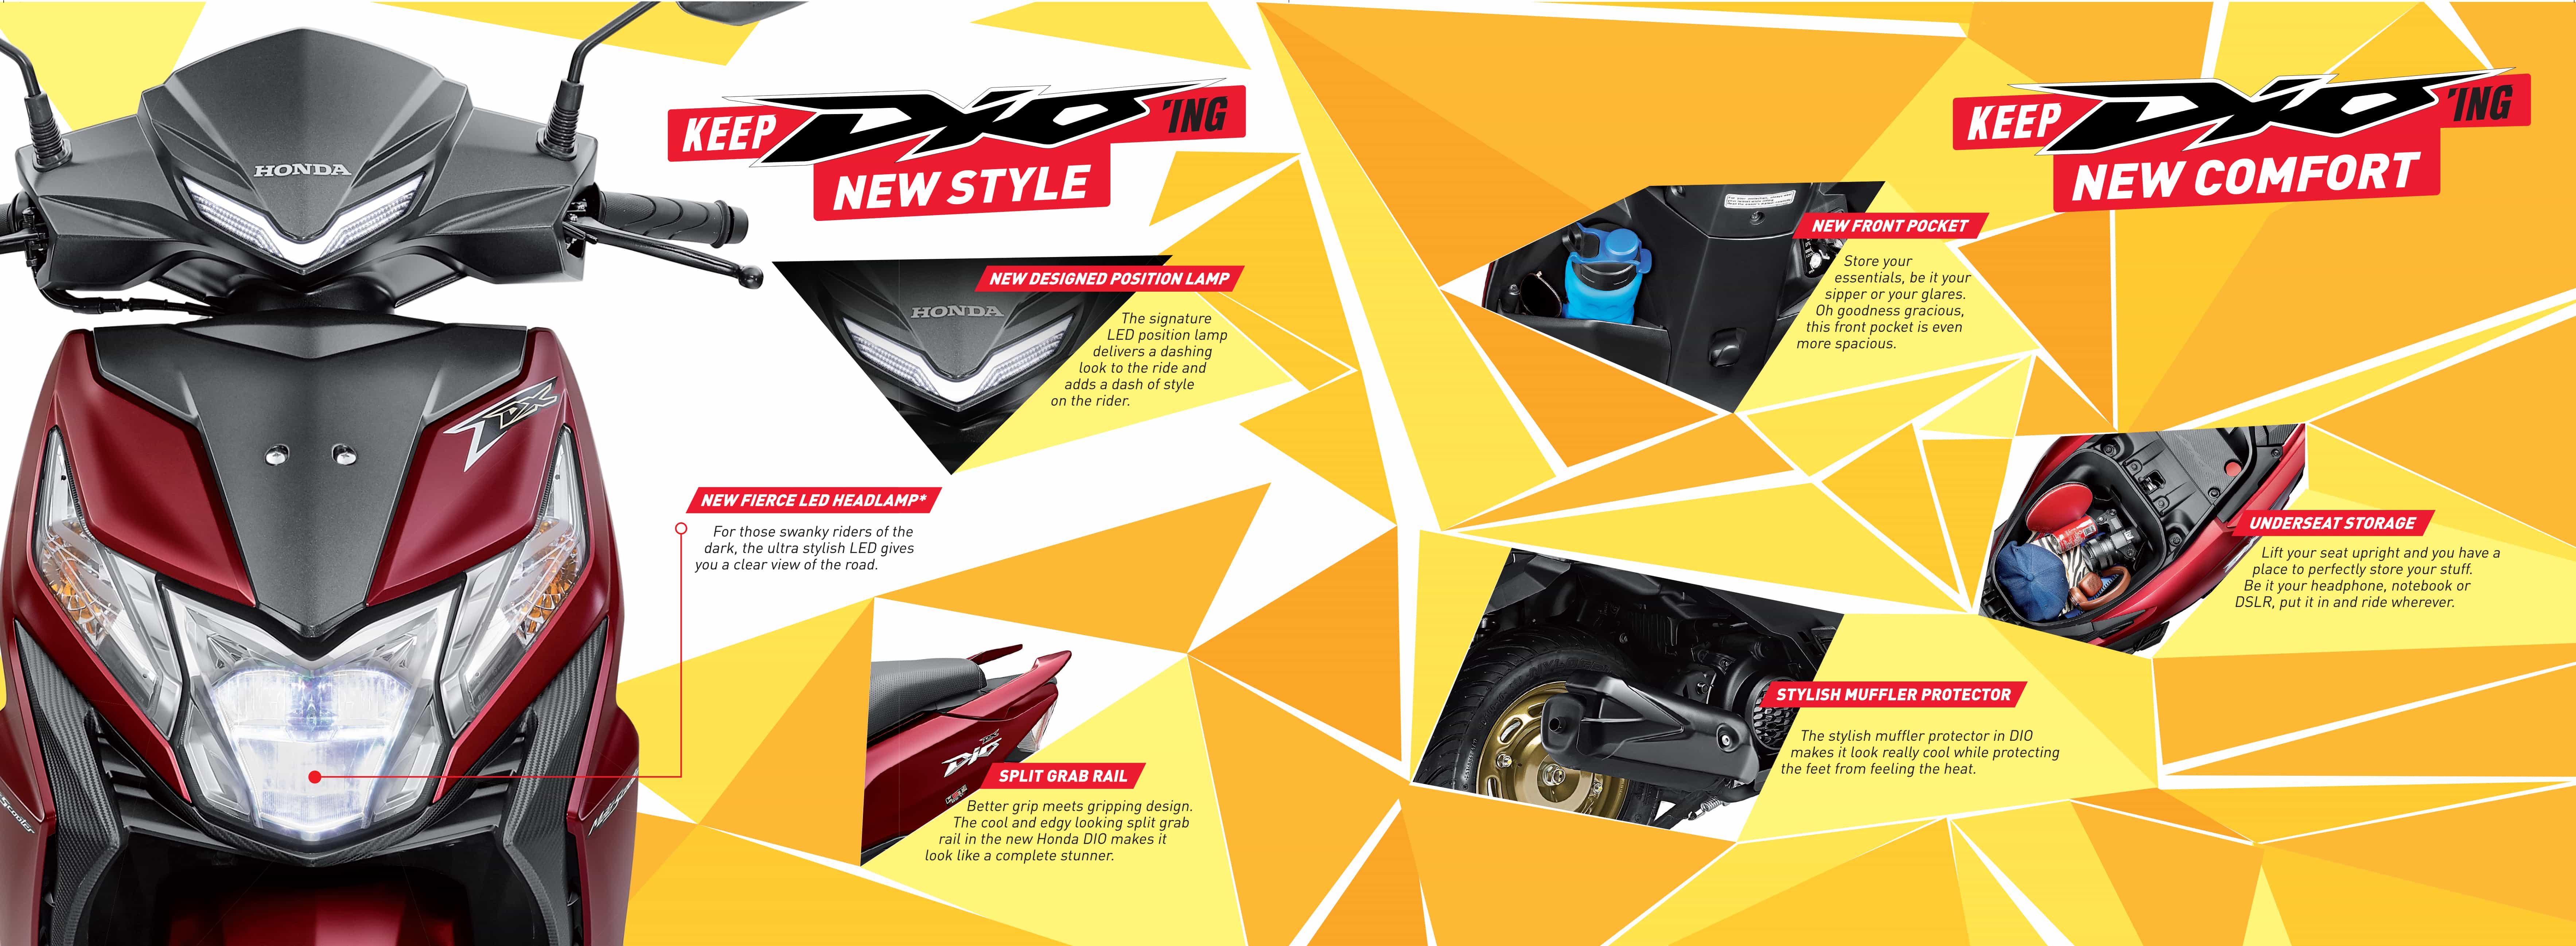 KEEP DIO 'ING
NEW STYLE
HONDA
DLX
NEW DESIGNED POSITION LAMP
HONDA
The signature
LED position lamp
delivers a dashing
look to the ride and
adds a dash of style
on the rider.
NEW FIERCE LED HEADLAMP*
For those swanky riders of the
dark, the ultra stylish LED gives
you a clear view of the road.
DLX
DIO
SPLIT GRAB RAIL
Better grip meets gripping design.
The cool and edgy looking split grab
rail in the new Honda DIO makes it
look like a complete stunner.
KEEP DIO 'ING
NEW COMFORT
NEW FRONT POCKET
Store your
essentials, be it your
sipper or your glares.
Oh goodness gracious,
this front pocket is even
more spacious.
UNDERSEAT STORAGE
Lift your seat upright and you have a
place to perfectly store your stuff.
Be it your headphone, notebook or
DSLR, put it in and ride wherever.
STYLISH MUFFLER PROTECTOR
The stylish muffler protector in DIO
makes it look really cool while protecting
the feet from feeling the heat.